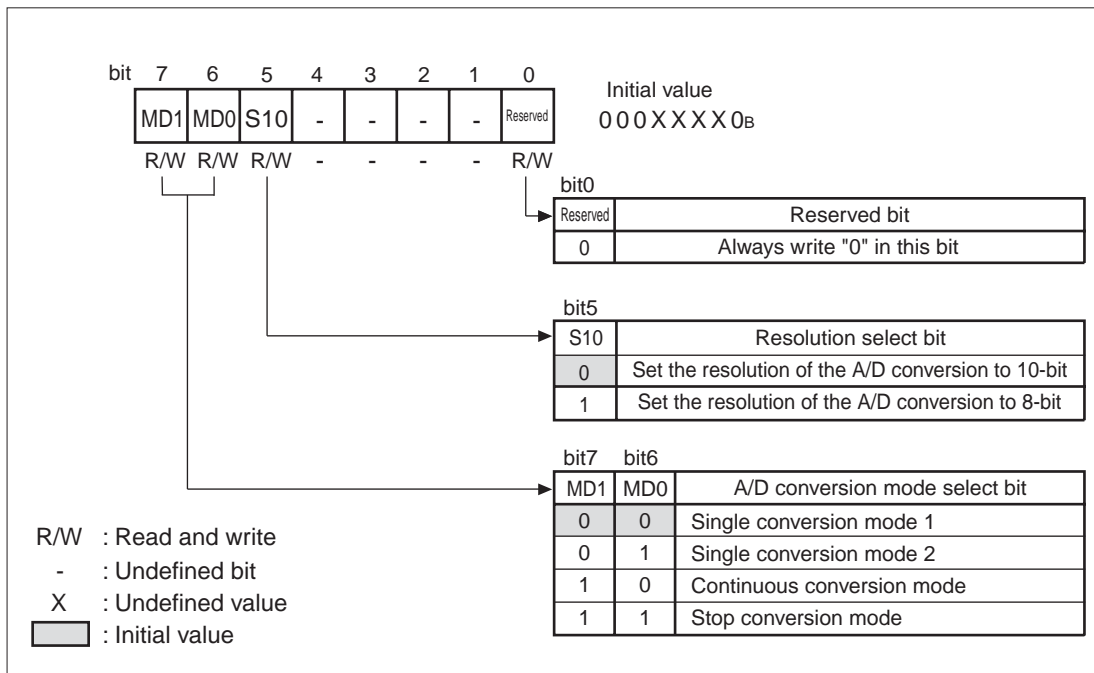 bit 7 6 5 4 3 2 1 0
MD1 MD0 S10 - - - - Reserved
R/W R/W R/W - - - - R/W
Initial value
000XXXX0B
bit0
Reserved Reserved bit
0 Always write "0" in this bit
bit5
S10 Resolution select bit
0 Set the resolution of the A/D conversion to 10-bit
1 Set the resolution of the A/D conversion to 8-bit
bit7 bit6
MD1 MD0 A/D conversion mode select bit
0 0 Single conversion mode 1
0 1 Single conversion mode 2
1 0 Continuous conversion mode
1 1 Stop conversion mode
R/W : Read and write
- : Undefined bit
X : Undefined value
: Initial value